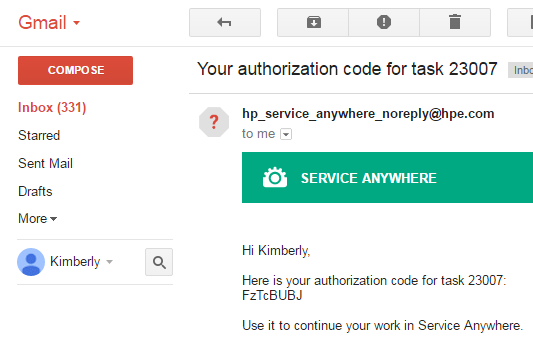 Gmail
COMPOSE
Inbox (331)
Starred
Sent Mail
Drafts
More
Kimberly
Your authorization code for task 23007
?
hp_service_anywhere_noreply@hpe.com
to me
SERVICE ANYWHERE
Hi Kimberly,
Here is your authorization code for task 23007:
FzTcBUBJ
Use it to continue your work in Service Anywhere.